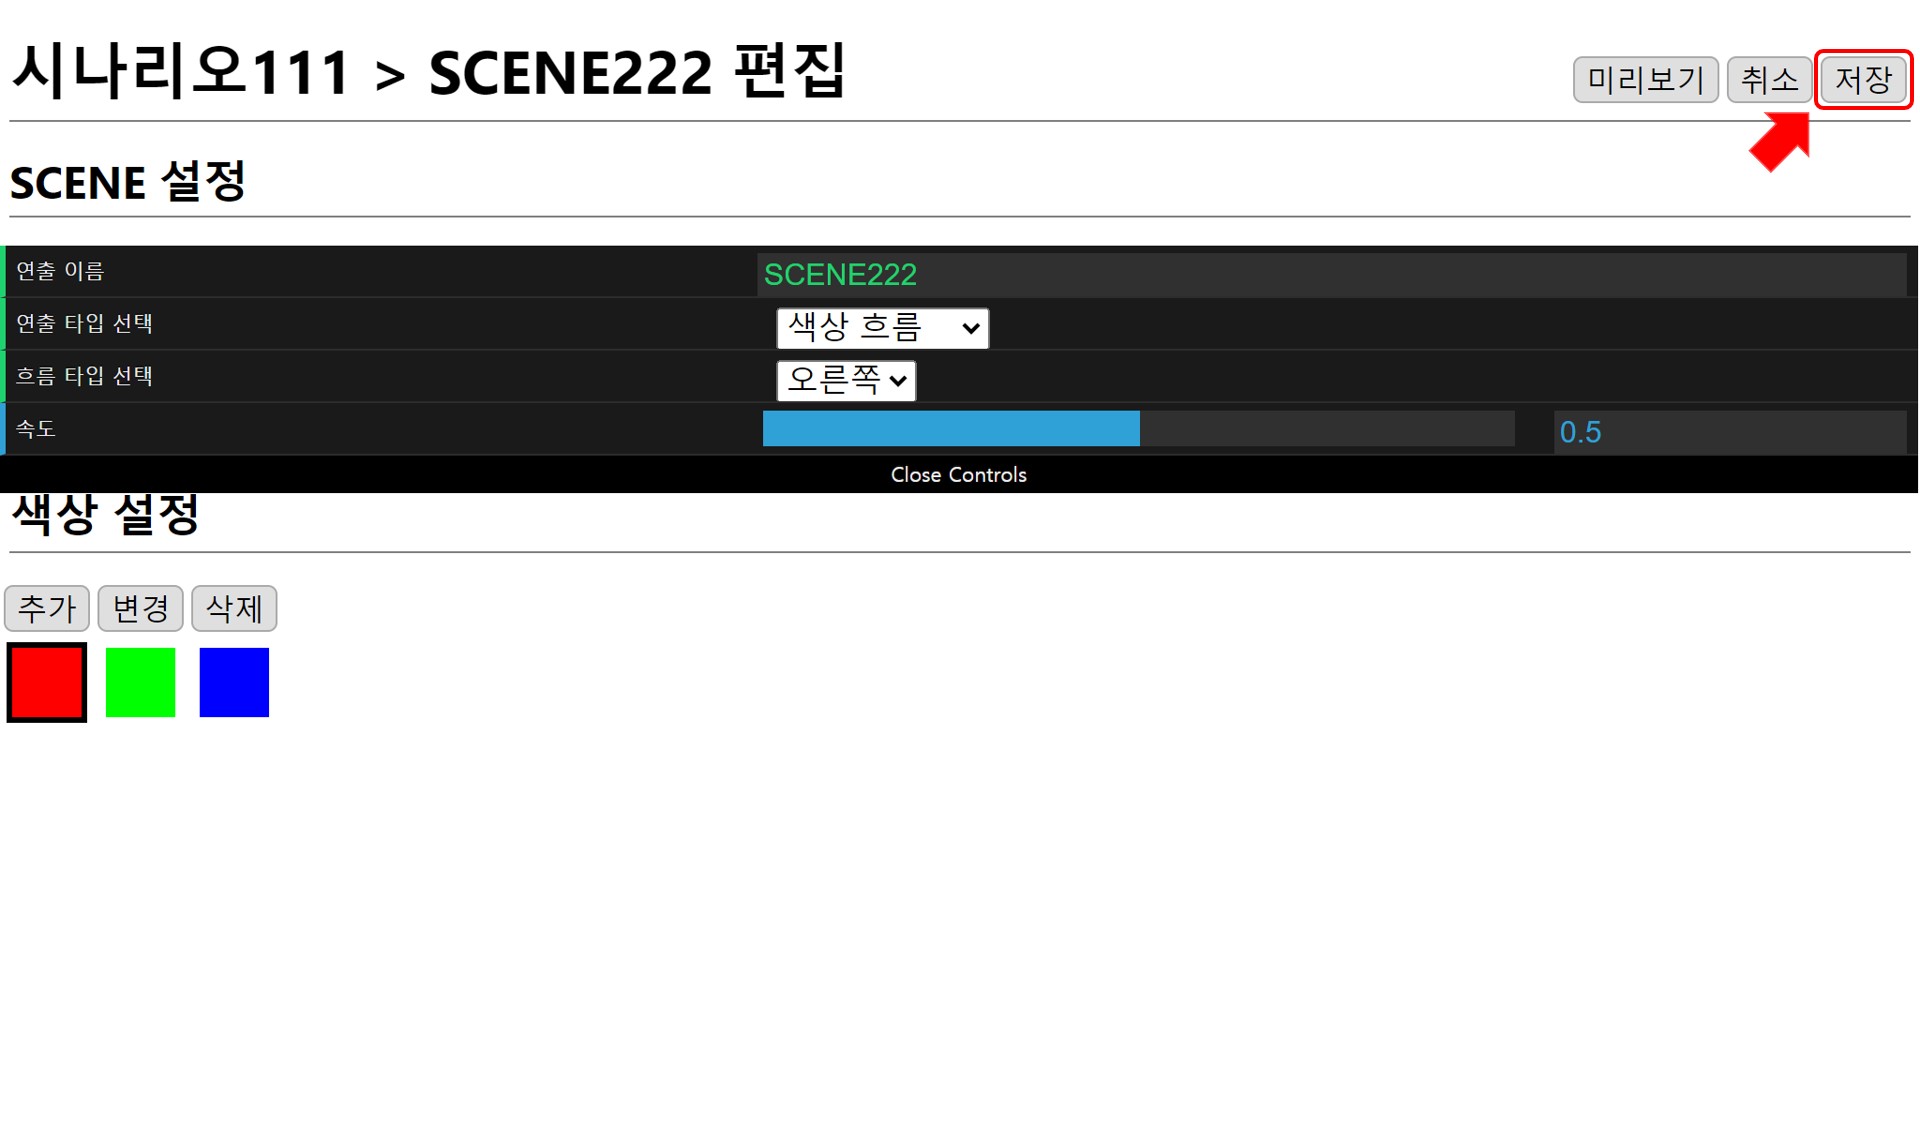 시나리오111 > SCENE222 편집
미리보기 취소 저장
SCENE 설정
연출 이름 SCENE222
연출 타입 선택 색상 흐름
흐름 타입 선택 오른쪽
속도 0.5
Close Controls
색상 설정
추가 변경 삭제